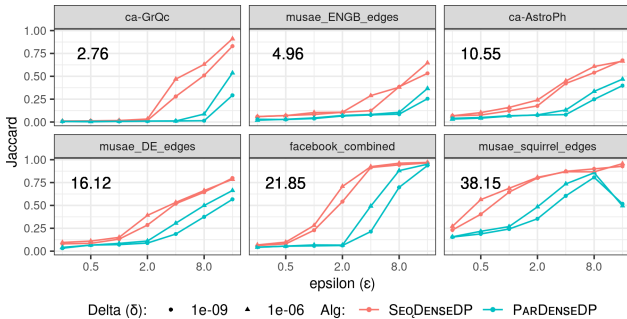 ca-GrQc musae_ENGB_edges ca-AstroPh
1.00 2.76 4.96 10.55
0.75
0.50
0.25
0.00
musae_DE_edges facebook_combined musae_squirrel_edges
1.00 16.12 21.85 38.15
0.75
0.50
0.25
0.00
Jaccard
0.5 2.0 8.0 0.5 2.0 8.0 0.5 2.0 8.0
epsilon (ε)
Delta (δ): 1e-09 1e-06 Alg: SEQDENSEDP PARDENSEDP